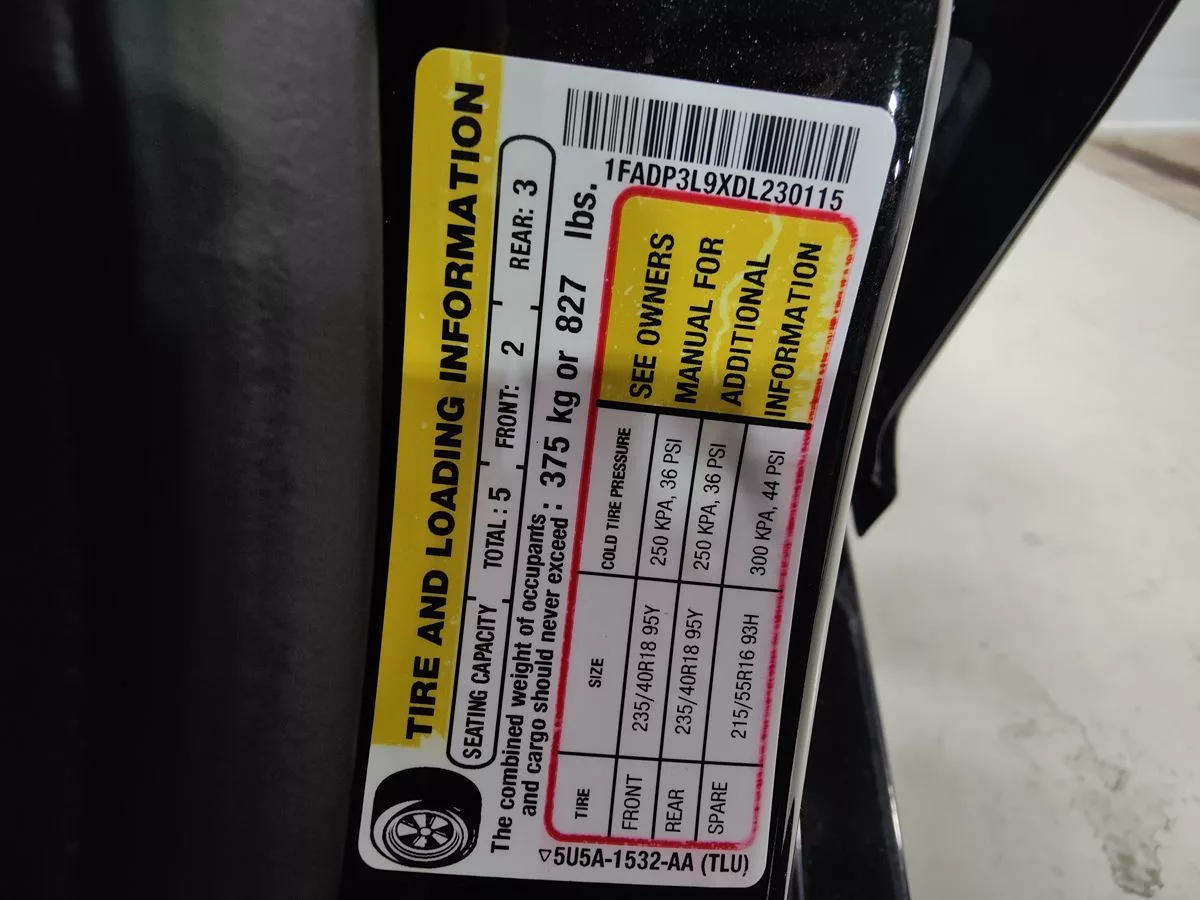 TIRE AND LOADING INFORMATION
SEATING CAPACITY TOTAL : 5 FRONT: 2 REAR: 3
The combined weight of occupants
and cargo should never exceed : 375 kg or 827 lbs.
TIRE SIZE COLD TIRE PRESSURE
FRONT 235/40R18 95Y 250 KPA, 36 PSI
REAR 235/40R18 95Y 250 KPA, 36 PSI
SPARE 215/55R16 93H 300 KPA, 44 PSI
SEE OWNERS
MANUAL FOR
ADDITIONAL
INFORMATION
5U5A-1532-AA (TLU)
1FADP3L9XDL230115